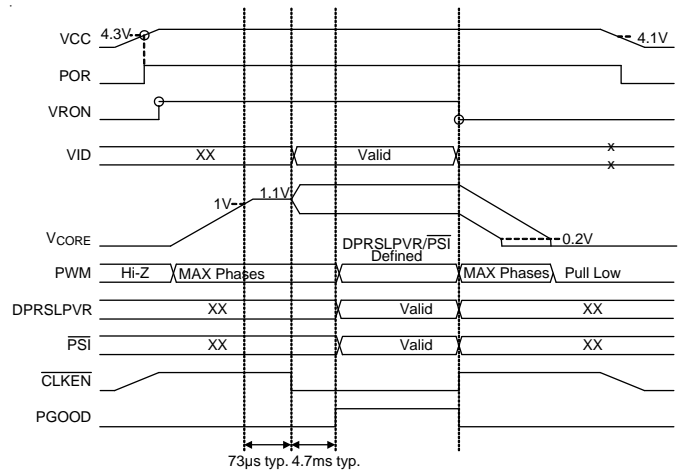 VCC 4.3V 4.1V
POR
VRON
VID XX Valid x
x
1V 1.1V
VCORE 0.2V
DPRSLPVR/PSI
Defined
PWM Hi-Z MAX Phases MAX Phases Pull Low
DPRSLPVR XX Valid XX
PSI XX Valid XX
CLKEN
PGOOD
73µs typ. 4.7ms typ.